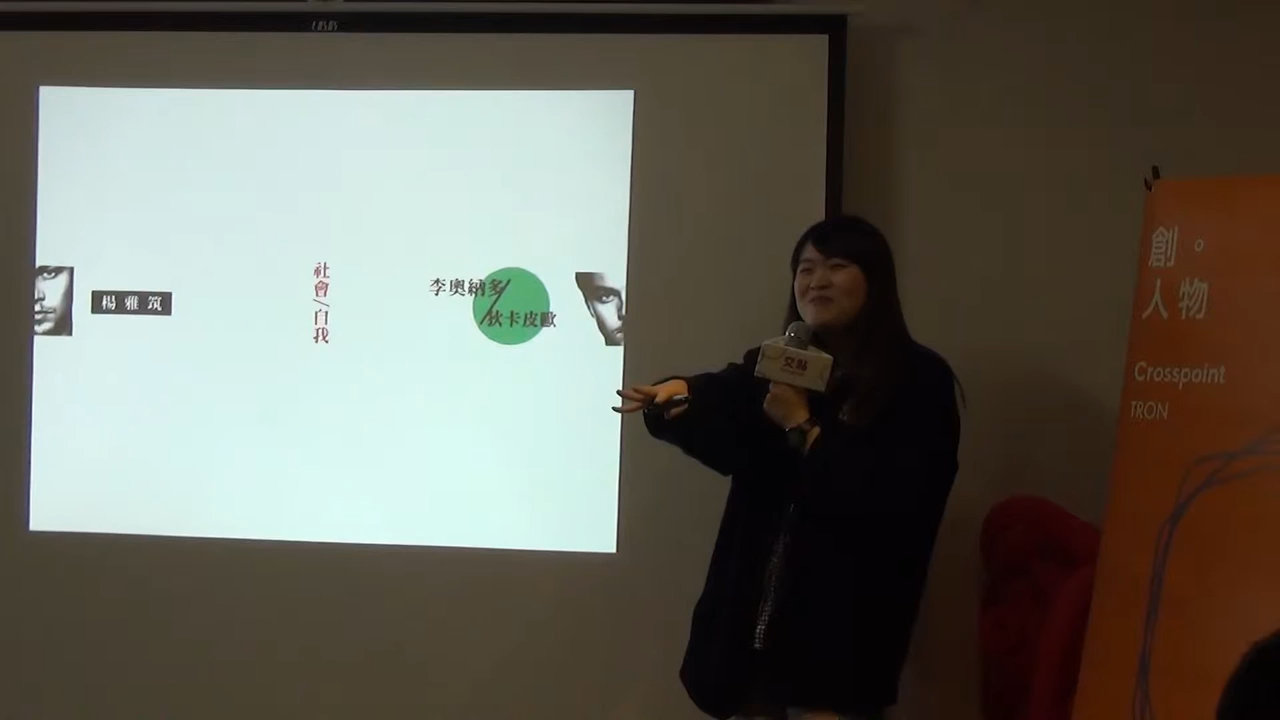 楊雅筑
社會/自我
李奧納多/
狄卡皮歐
交點
創。
人物
Crosspoint
TRON